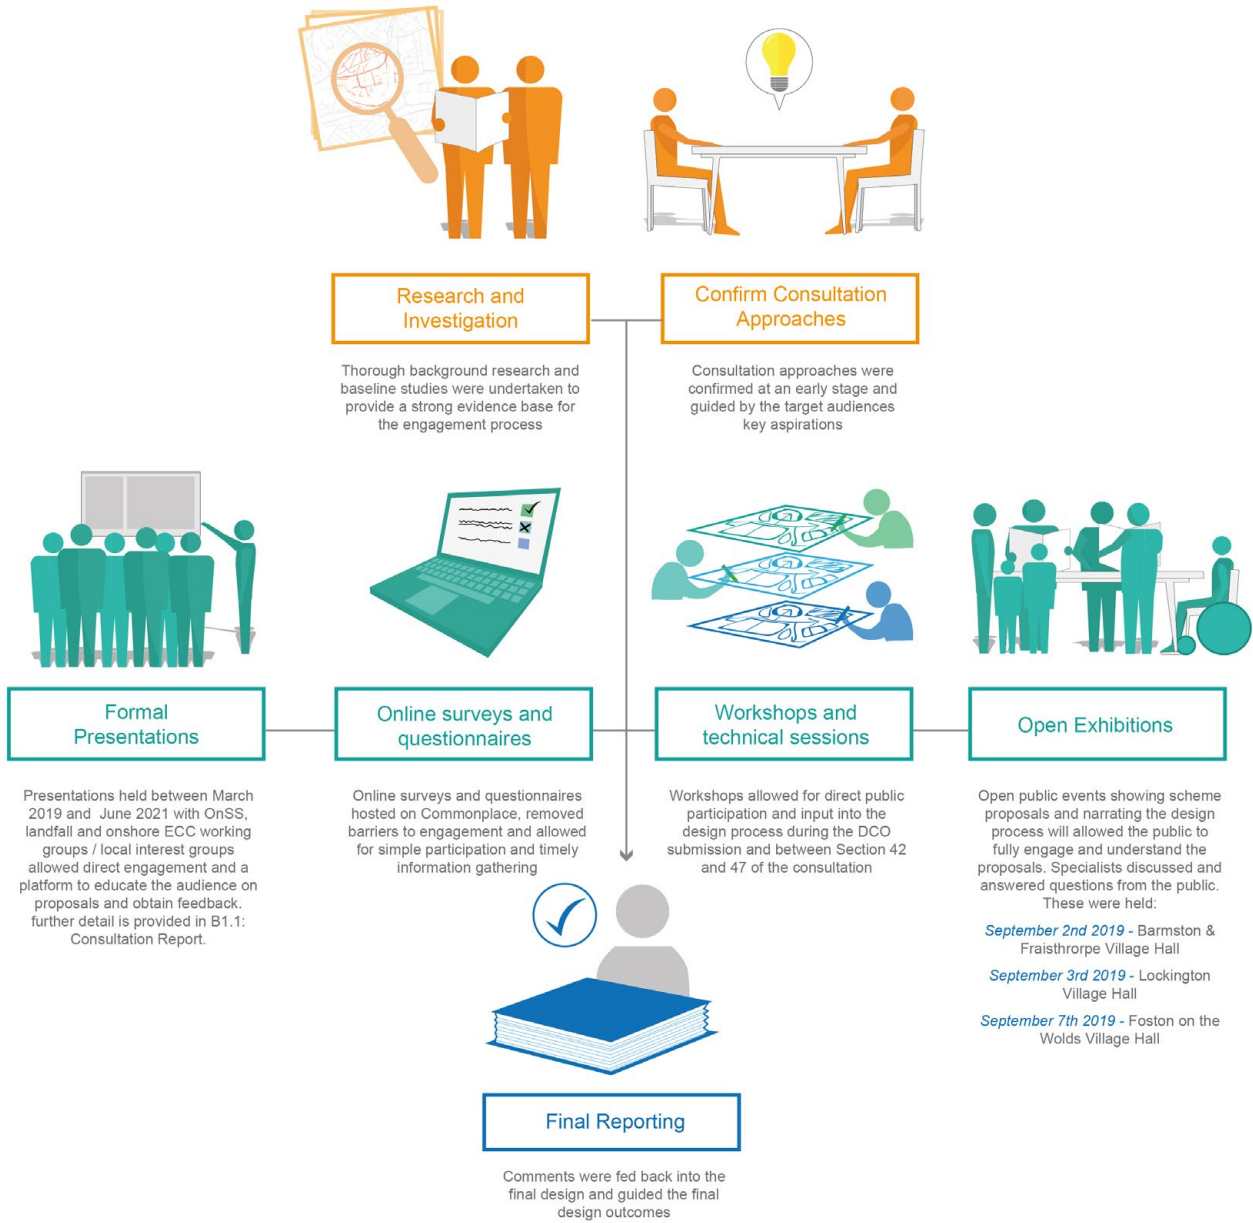 Research and
Investigation
Confirm Consultation
Approaches
Thorough background research and
baseline studies were undertaken to
provide a strong evidence base for
the engagement process
Consultation approaches were
confirmed at an early stage and
guided by the target audiences
key aspirations
Formal
Presentations
Online surveys and
questionnaires
Workshops and
technical sessions
Open Exhibitions
Presentations held between March
2019 and June 2021 with OnSS,
landfall and onshore ECC working
groups / local interest groups
allowed direct engagement and a
platform to educate the audience on
proposals and obtain feedback.
further detail is provided in B1.1:
Consultation Report.
Online surveys and questionnaires
hosted on Commonplace, removed
barriers to engagement and allowed
for simple participation and timely
information gathering
Workshops allowed for direct public
participation and input into the
design process during the DCO
submission and between Section 42
and 47 of the consultation
Open public events showing scheme
proposals and narrating the design
process will allowed the public to
fully engage and understand the
proposals. Specialists discussed and
answered questions from the public.
These were held:
September 2nd 2019 - Barmston &
Fraisthorpe Village Hall
September 3rd 2019 - Lockington
Village Hall
September 7th 2019 - Foston on the
Wolds Village Hall
Final Reporting
Comments were fed back into the
final design and guided the final
design outcomes